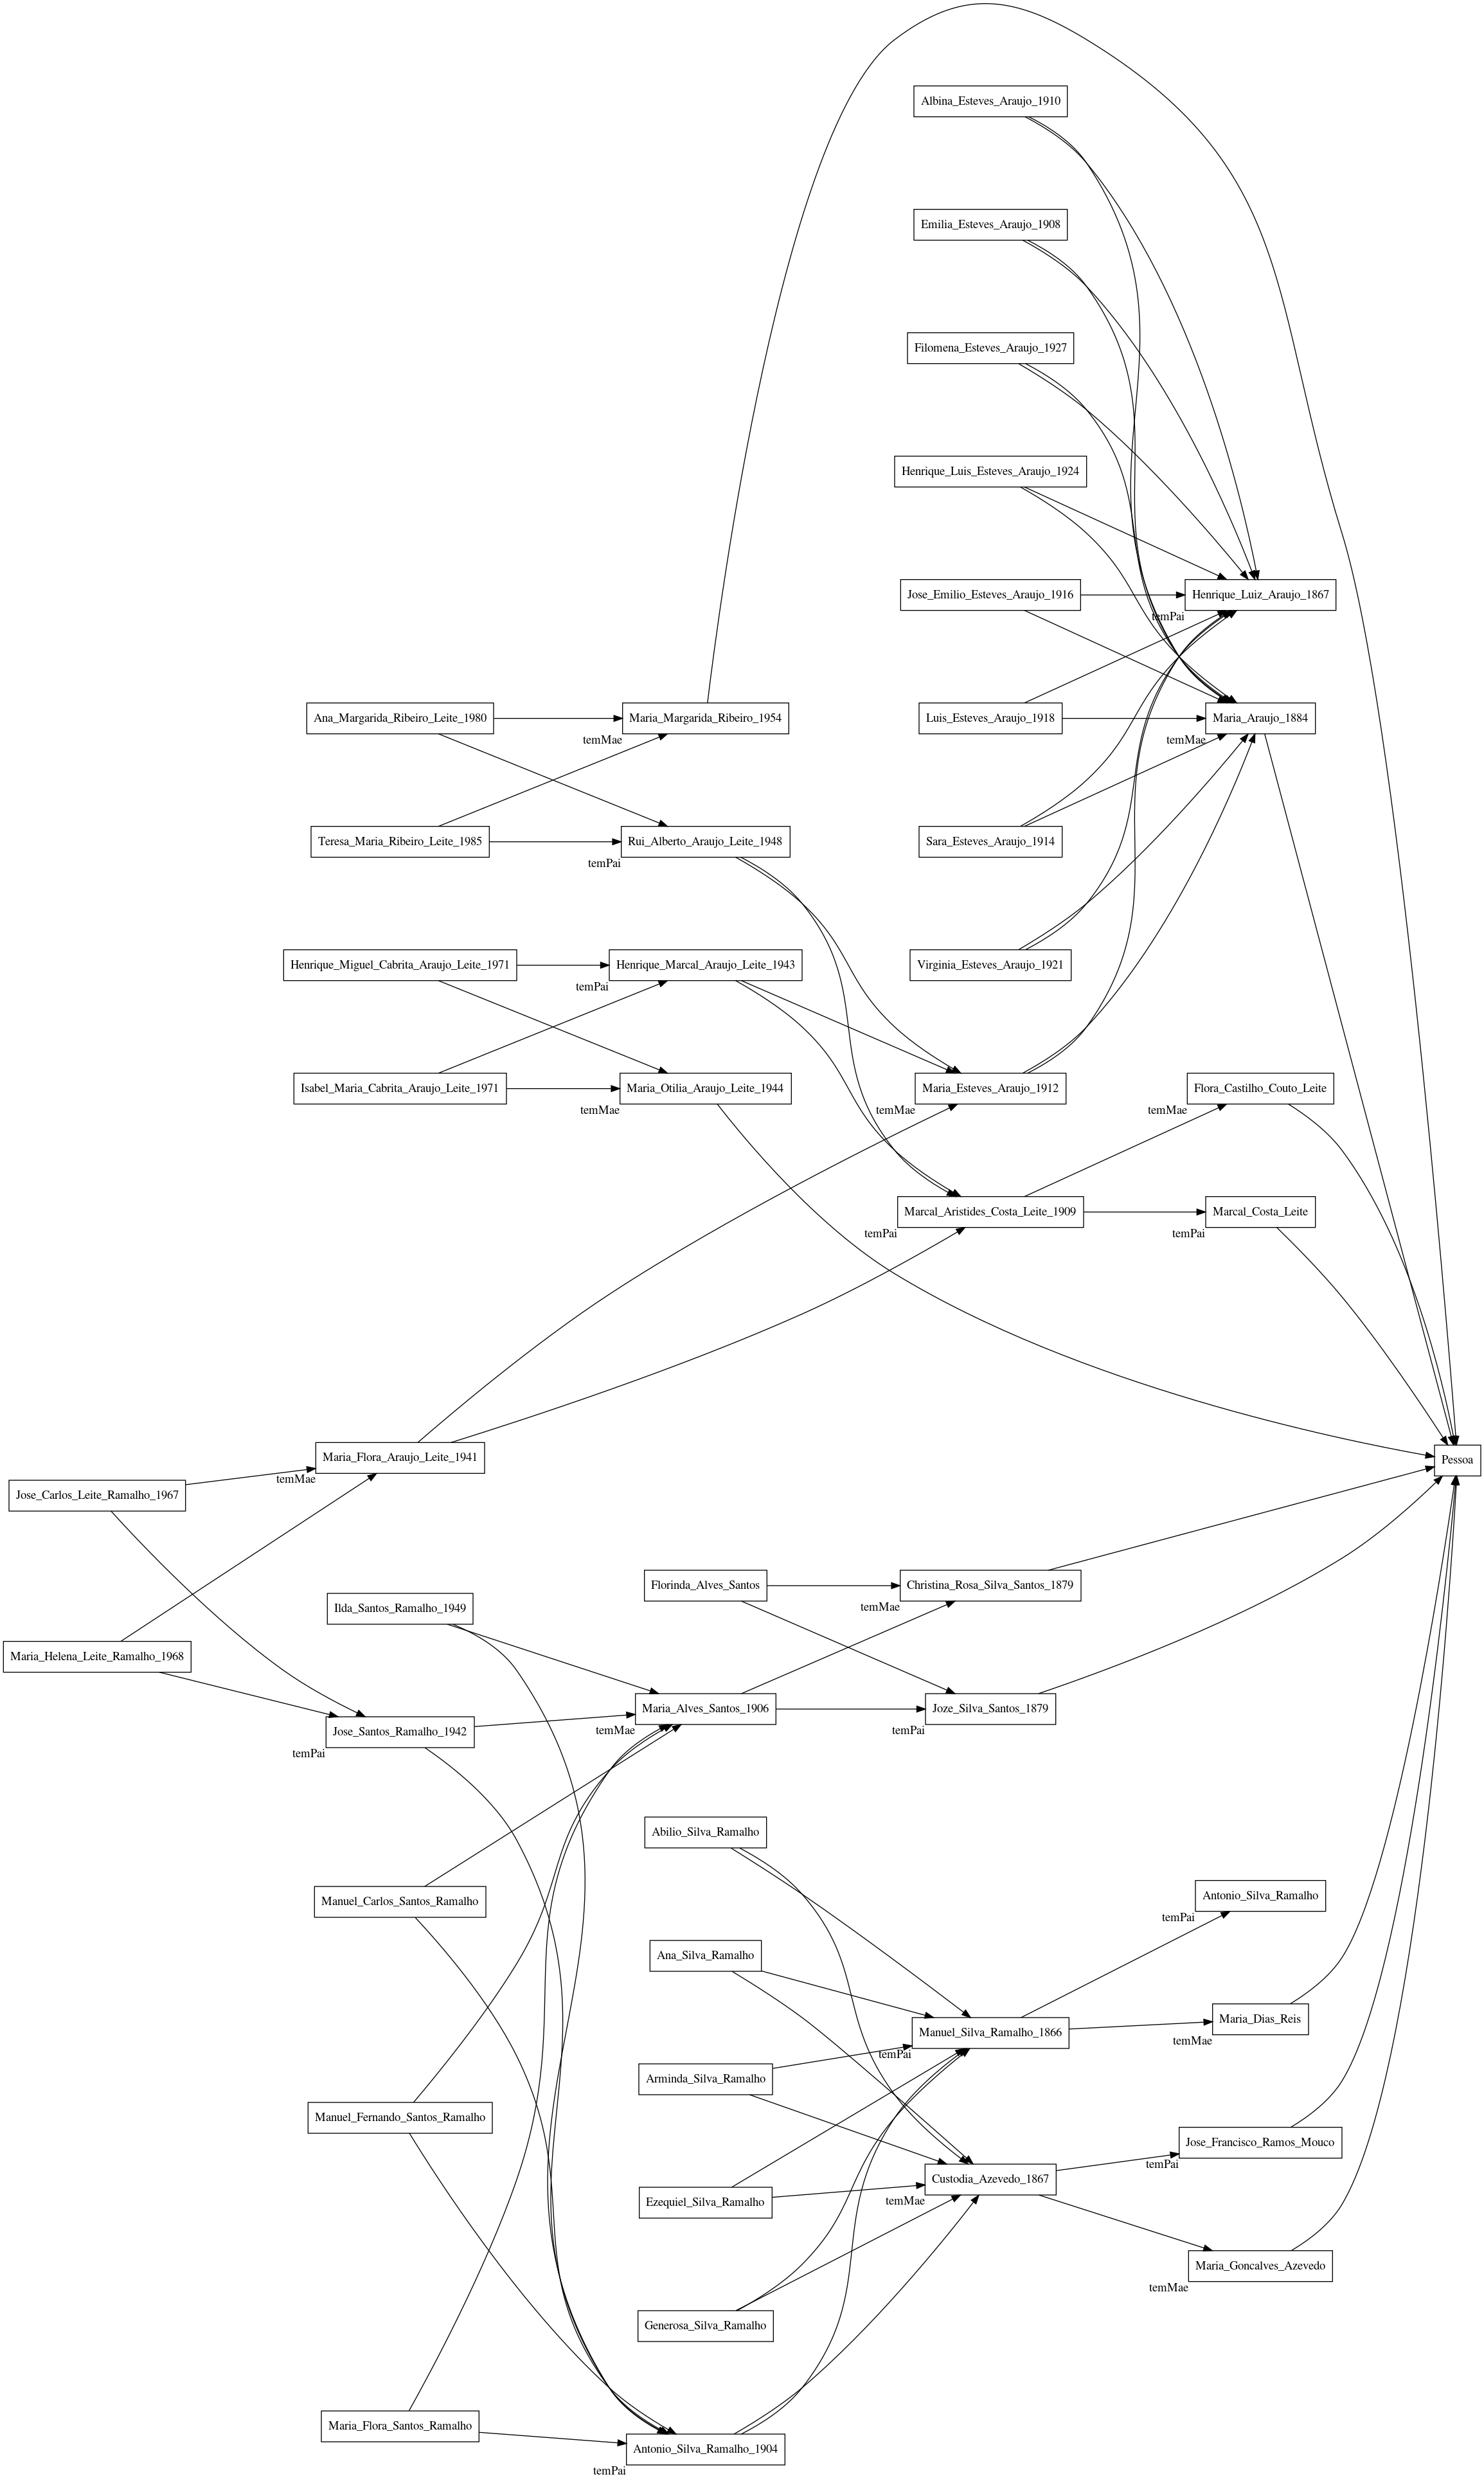 Albina_Esteves_Araujo_1910
Emilia_Esteves_Araujo_1908
Filomena_Esteves_Araujo_1927
Henrique_Luis_Esteves_Araujo_1924
Jose_Emilio_Esteves_Araujo_1916
Henrique_Luiz_Araujo_1867
temPai
Ana_Margarida_Ribeiro_Leite_1980
Maria_Margarida_Ribeiro_1954
temMae
Luis_Esteves_Araujo_1918
Maria_Araujo_1884
temMae
Teresa_Maria_Ribeiro_Leite_1985
Rui_Alberto_Araujo_Leite_1948
temPai
Sara_Esteves_Araujo_1914
Henrique_Miguel_Cabrita_Araujo_Leite_1971
Henrique_Marcal_Araujo_Leite_1943
temPai
Virginia_Esteves_Araujo_1921
Isabel_Maria_Cabrita_Araujo_Leite_1971
Maria_Otilia_Araujo_Leite_1944
temMae
Maria_Esteves_Araujo_1912
temMae
Flora_Castilho_Couto_Leite
temMae
Marcal_Aristides_Costa_Leite_1909
temPai
Marcal_Costa_Leite
temPai
Maria_Flora_Araujo_Leite_1941
temMae
Pessoa
Jose_Carlos_Leite_Ramalho_1967
Florinda_Alves_Santos
Christina_Rosa_Silva_Santos_1879
temMae
Ilda_Santos_Ramalho_1949
Maria_Helena_Leite_Ramalho_1968
Maria_Alves_Santos_1906
temMae
Joze_Silva_Santos_1879
temPai
Jose_Santos_Ramalho_1942
temPai
Abilio_Silva_Ramalho
Manuel_Carlos_Santos_Ramalho
Antonio_Silva_Ramalho
temPai
Ana_Silva_Ramalho
Manuel_Silva_Ramalho_1866
temPai
Maria_Dias_Reis
temMae
Arminda_Silva_Ramalho
Manuel_Fernando_Santos_Ramalho
Jose_Francisco_Ramos_Mouco
temPai
Custodia_Azevedo_1867
temMae
Ezequiel_Silva_Ramalho
Maria_Goncalves_Azevedo
temMae
Generosa_Silva_Ramalho
Maria_Flora_Santos_Ramalho
Antonio_Silva_Ramalho_1904
temPai